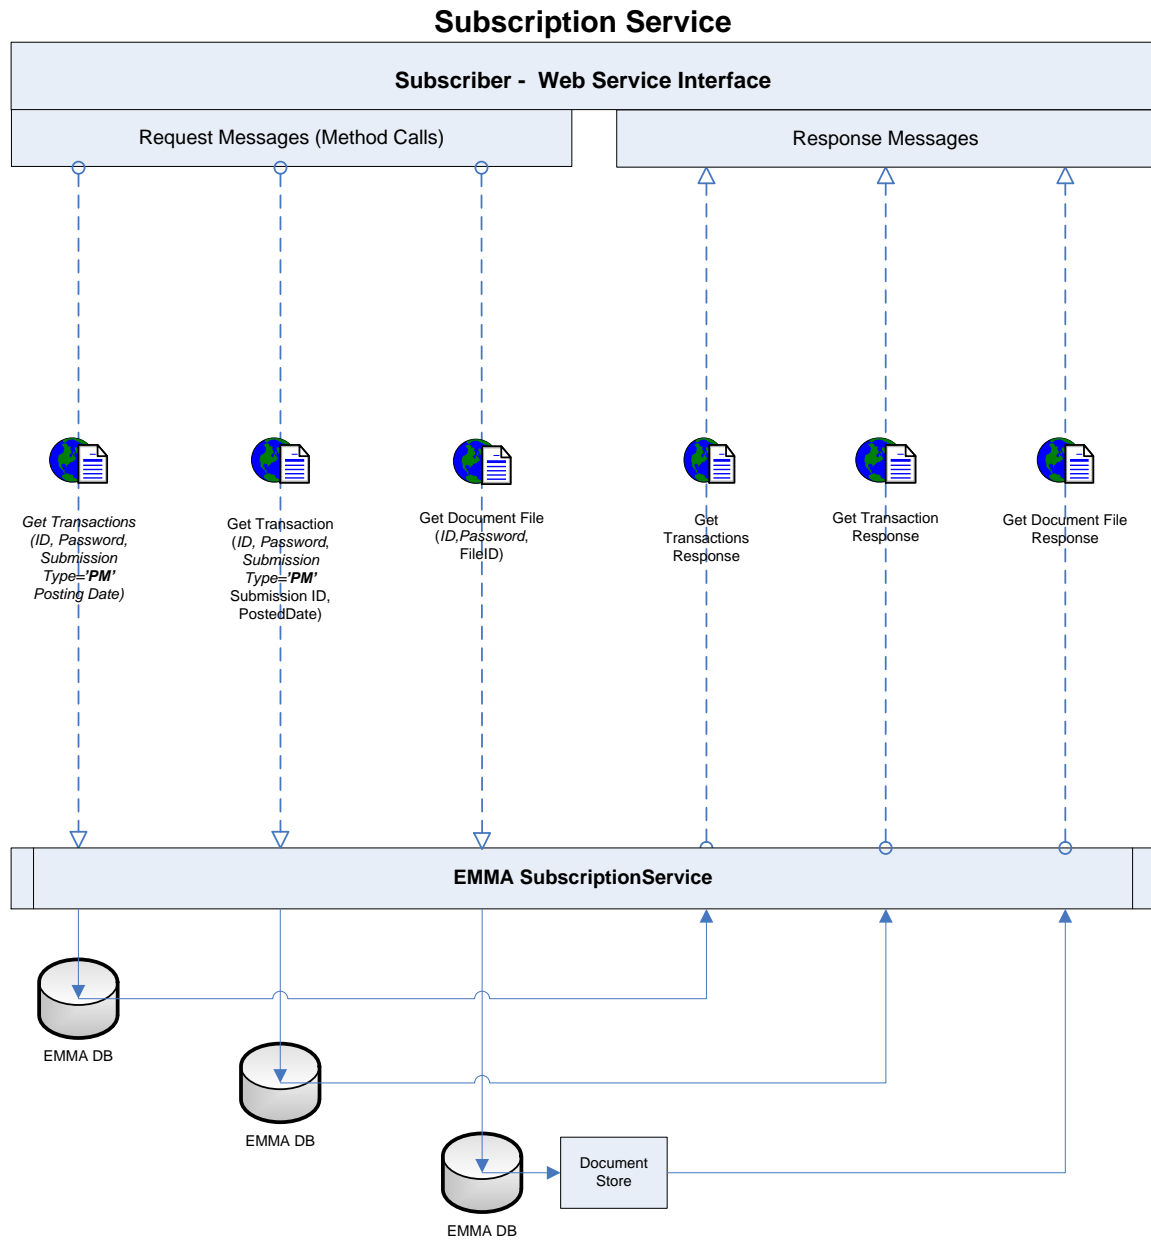 Subscription Service
Subscriber -  Web Service Interface
Request Messages (Method Calls)
Response Messages
Get Transactions
(ID, Password,
Submission
Type='PM'
Posting Date)
Get Transaction
(ID, Password,
Submission
Type='PM'
Submission ID,
PostedDate)
Get Document File
(ID,Password,
FileID)
Get
Transactions
Response
Get Transaction
Response
Get Document File
Response
EMMA SubscriptionService
EMMA DB
EMMA DB
Document
Store
EMMA DB